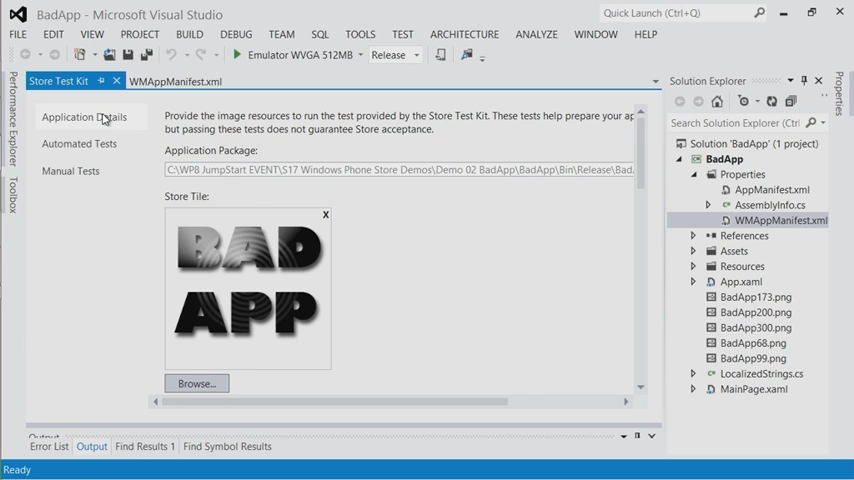 BadApp - Microsoft Visual Studio
Quick Launch (Ctrl+Q)
FILE EDIT VIEW PROJECT BUILD DEBUG TEAM SQL TOOLS TEST ARCHITECTURE ANALYZE WINDOW HELP
Emulator WVGA 512MB Release
Performance Explorer
Toolbox
Store Test Kit
WMAppManifest.xml
Application Details
Automated Tests
Manual Tests
Provide the image resources to run the test provided by the Store Test Kit. These tests help prepare your ap
but passing these tests does not guarantee Store acceptance.
Application Package:
C:\WP8 JumpStart EVENT\S17 Windows Phone Store Demos\Demo 02 BadApp\BadApp\Bin\Release\Bad
Store Tile:
X
BAD
APP
Browse...
Output
Error List Output Find Results 1 Find Symbol Results
Ready
Solution Explorer
Search Solution Explorer (Ctrl+
Solution 'BadApp' (1 project)
BadApp
Properties
AppManifest.xml
AssemblyInfo.cs
WMAppManifest.xml
References
Assets
Resources
App.xaml
BadApp173.png
BadApp200.png
BadApp300.png
BadApp68.png
BadApp99.png
LocalizedStrings.cs
MainPage.xaml
Properties